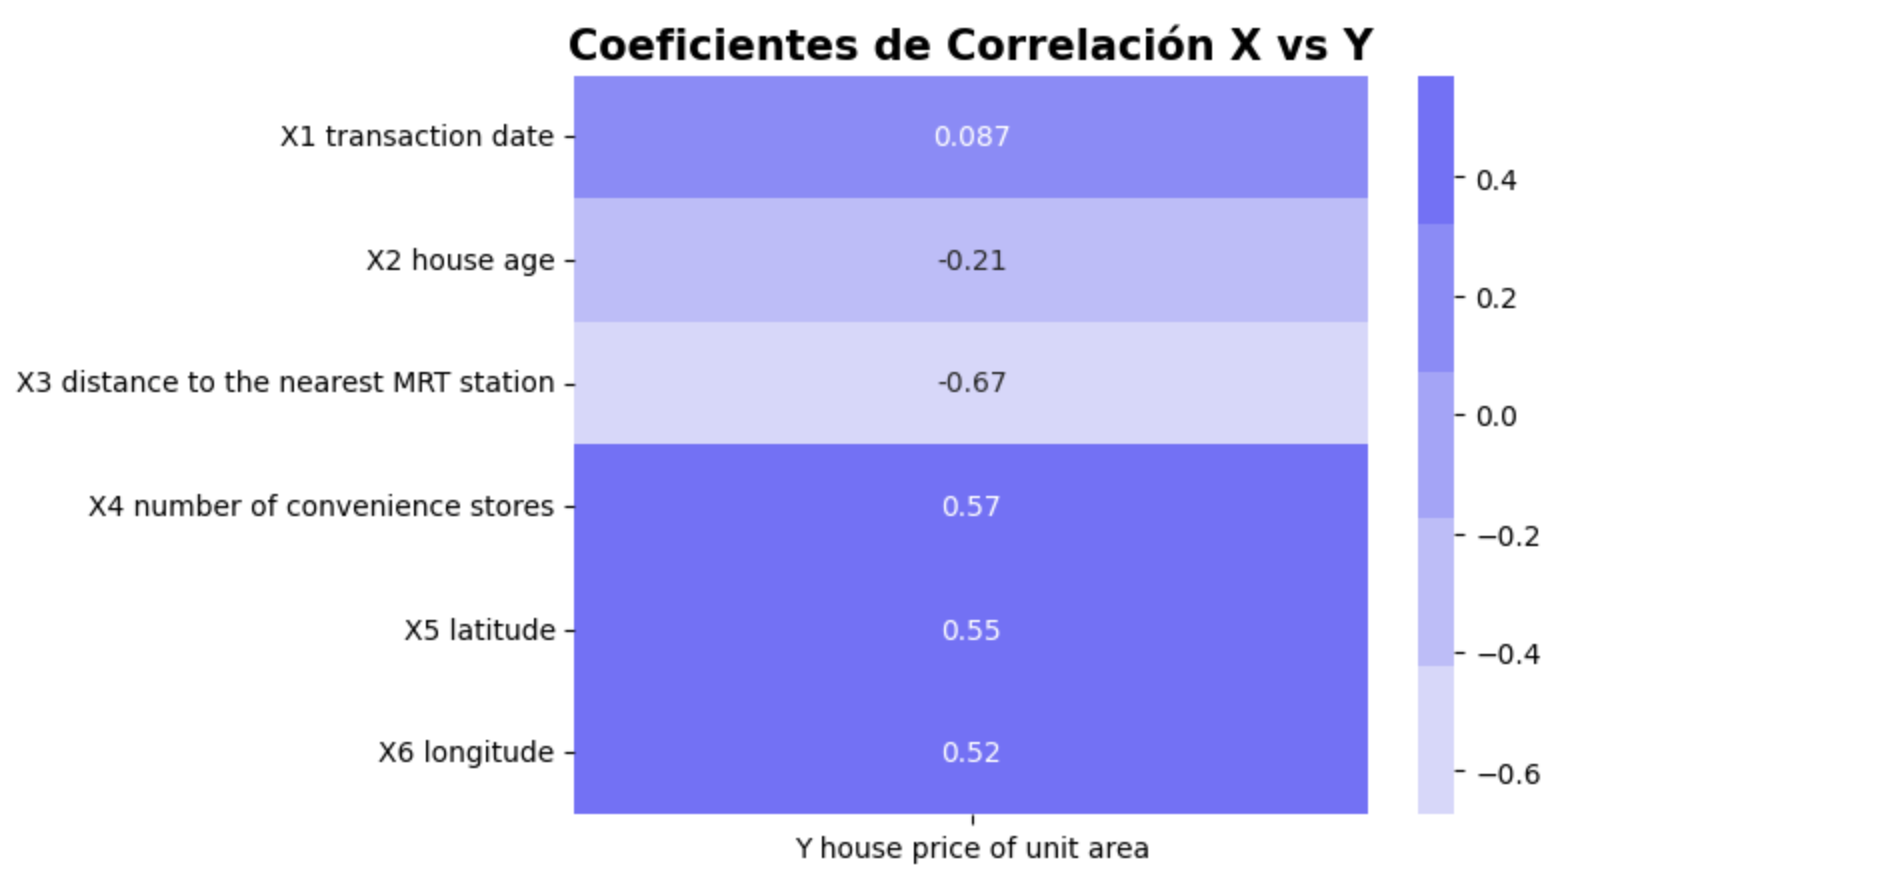 Coeficientes de Correlación X vs Y
X1 transaction date
0.087
X2 house age
-0.21
X3 distance to the nearest MRT station
-0.67
X4 number of convenience stores
0.57
X5 latitude
0.55
X6 longitude
0.52
Y house price of unit area
0.4
0.2
0.0
−0.2
−0.4
−0.6